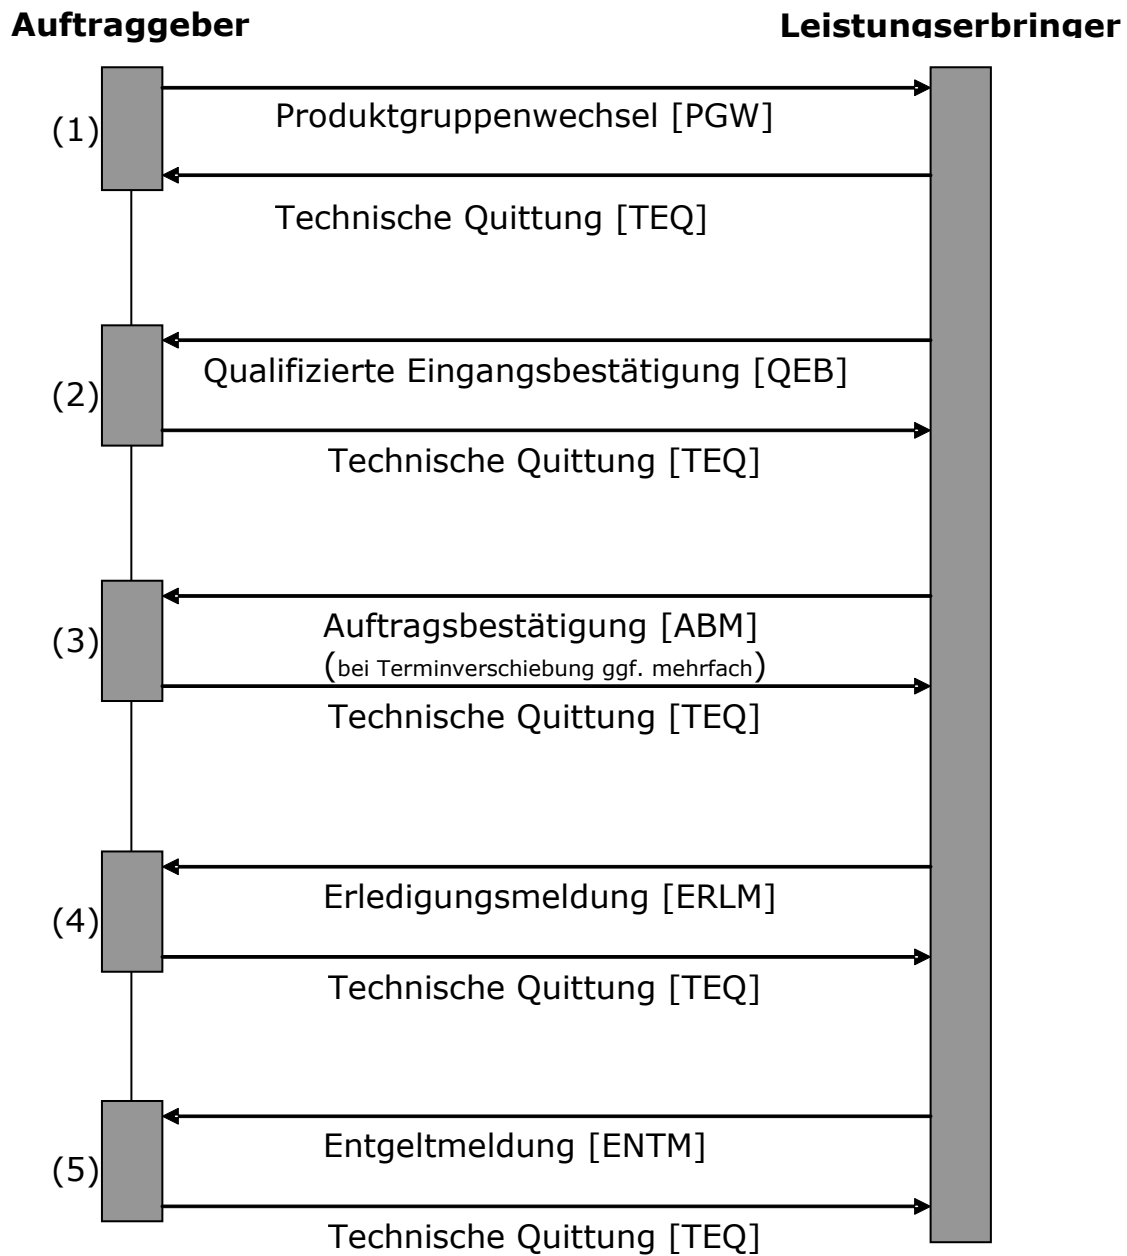 Auftraggeber
Leistungserbringer
Produktgruppenwechsel [PGW]
(1)
Technische Quittung [TEQ]
Qualifizierte Eingangsbestätigung [QEB]
(2)
Technische Quittung [TEQ]
Auftragsbestätigung [ABM]
(3)
(bei Terminverschiebung ggf. mehrfach)
Technische Quittung [TEQ]
Erledigungsmeldung [ERLM]
(4)
Technische Quittung [TEQ]
Entgeltmeldung [ENTM]
(5)
Technische Quittung [TEQ]